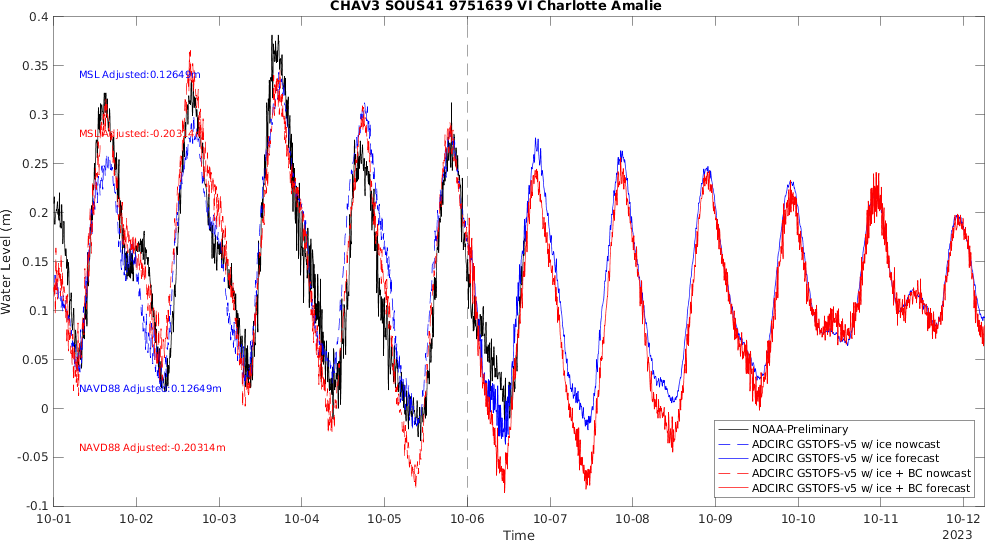 CHAV3 SOUS41 9751639 VI Charlotte Amalie
Water Level (m)
0.4
0.35
0.3
0.25
0.2
0.15
0.1
0.05
0
-0.05
-0.1
MSL Adjusted:0.12649m
MSL Adjusted:-0.20314m
NAVD88 Adjusted:0.12649m
NAVD88 Adjusted:-0.20314m
NOAA-Preliminary
ADCIRC GSTOFS-v5 w/ ice nowcast
ADCIRC GSTOFS-v5 w/ ice forecast
ADCIRC GSTOFS-v5 w/ ice + BC nowcast
ADCIRC GSTOFS-v5 w/ ice + BC forecast
10-01 10-02 10-03 10-04 10-05 10-06 10-07 10-08 10-09 10-10 10-11 10-12
Time
2023